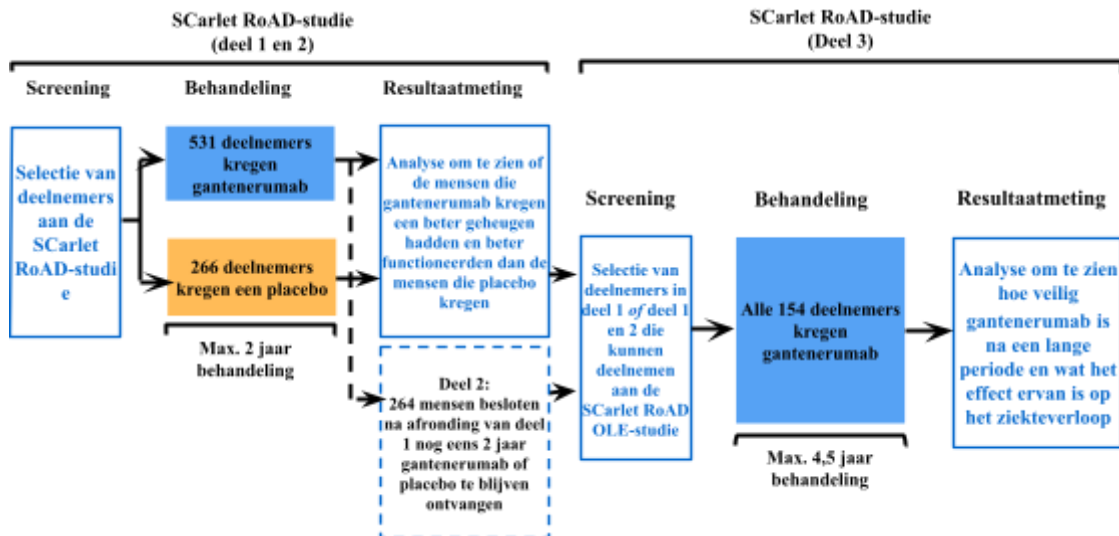 SCarlet RoAD-studie
(deel 1 en 2)
Screening
Behandeling
Resultaatmeting
Selectie van
deelnemers
aan de
SCarlet
RoAD-studi
e
531 deelnemers
kregen
gantenerumab
266 deelnemers
kregen een placebo
Max. 2 jaar
behandeling
Analyse om te zien of
de mensen die
gantenerumab kregen
een beter geheugen
hadden en beter
functioneerden dan de
mensen die placebo
kregen
Deel 2:
264 mensen besloten
na afronding van deel
1 nog eens 2 jaar
gantenerumab of
placebo te blijven
ontvangen
SCarlet RoAD-studie
(Deel 3)
Screening
Behandeling
Resultaatmeting
Selectie van
deelnemers in
deel 1 of deel 1
en 2 die
kunnen
deelnemen
aan de
SCarlet RoAD
OLE-studie
Alle 154 deelnemers
kregen
gantenerumab
Max. 4,5 jaar
behandeling
Analyse om te zien
hoe veilig
gantenerumab is
na een lange
periode en wat het
effect ervan is op
het ziekteverloop